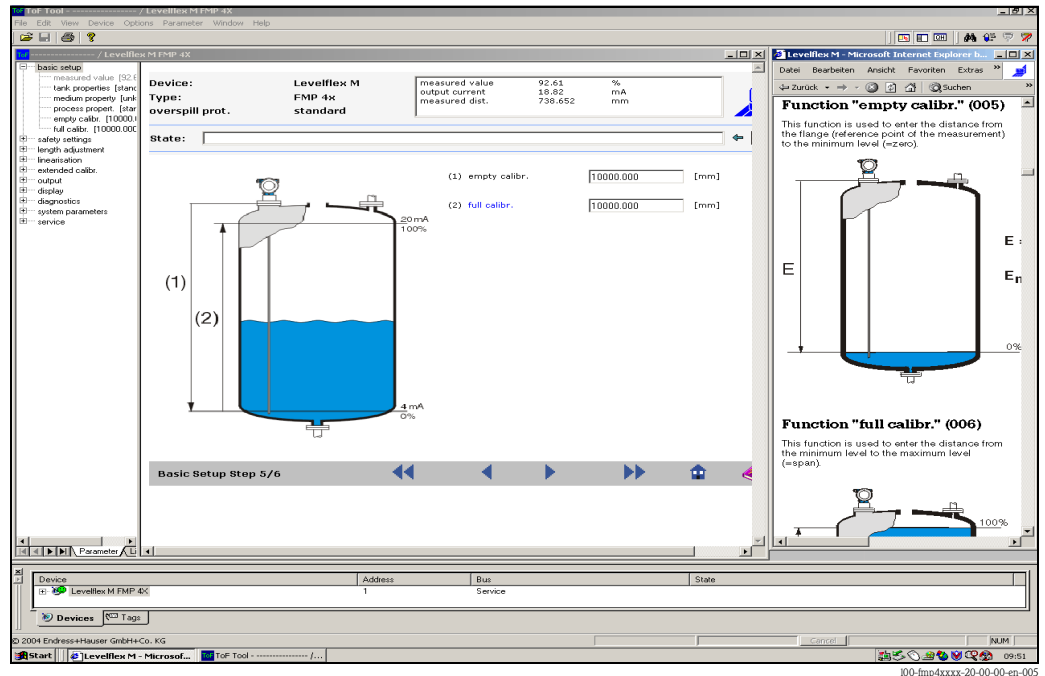 ToF Tool - ---------------- / Levelflex M FMP 4X
File Edit View Device Options Parameter Window Help
---------------- / Levelflex M FMP 4X
basic setup
measured value [92.6
tank properties [stand
medium property [unk
process propert. [star
empty calibr. [10000.0
full calibr. [10000.000
safety settings
length adjustment
linearisation
extended calibr.
output
display
diagnostics
system parameters
service
Parameter
Device: Levelflex M
Type: FMP 4x
overspill prot. standard
measured value 92.61 %
output current 18.82 mA
measured dist. 738.652 mm
State:
(1) empty calibr. 10000.000 [mm]
(2) full calibr. 10000.000 [mm]
20 mA
100%
(1)
(2)
4 mA
0%
Basic Setup Step 5/6
Levelflex M - Microsoft Internet Explorer b...
Datei Bearbeiten Ansicht Favoriten Extras »
Zurück Suchen »
Function "empty calibr." (005)
This function is used to enter the distance from
the flange (reference point of the measurement)
to the minimum level (=zero).
E
E
E
0%
Function "full calibr." (006)
This function is used to enter the distance from
the minimum level to the maximum level
(=span).
100%
Device Address Bus State
Levelflex M FMP 4X 1 Service
Devices Tags
© 2004 Endress+Hauser GmbH+Co. KG Cancel NUM
Start Levelflex M - Microsof... ToF Tool - ---------------- /... 09:51
l00-fmp4xxxx-20-00-00-en-005